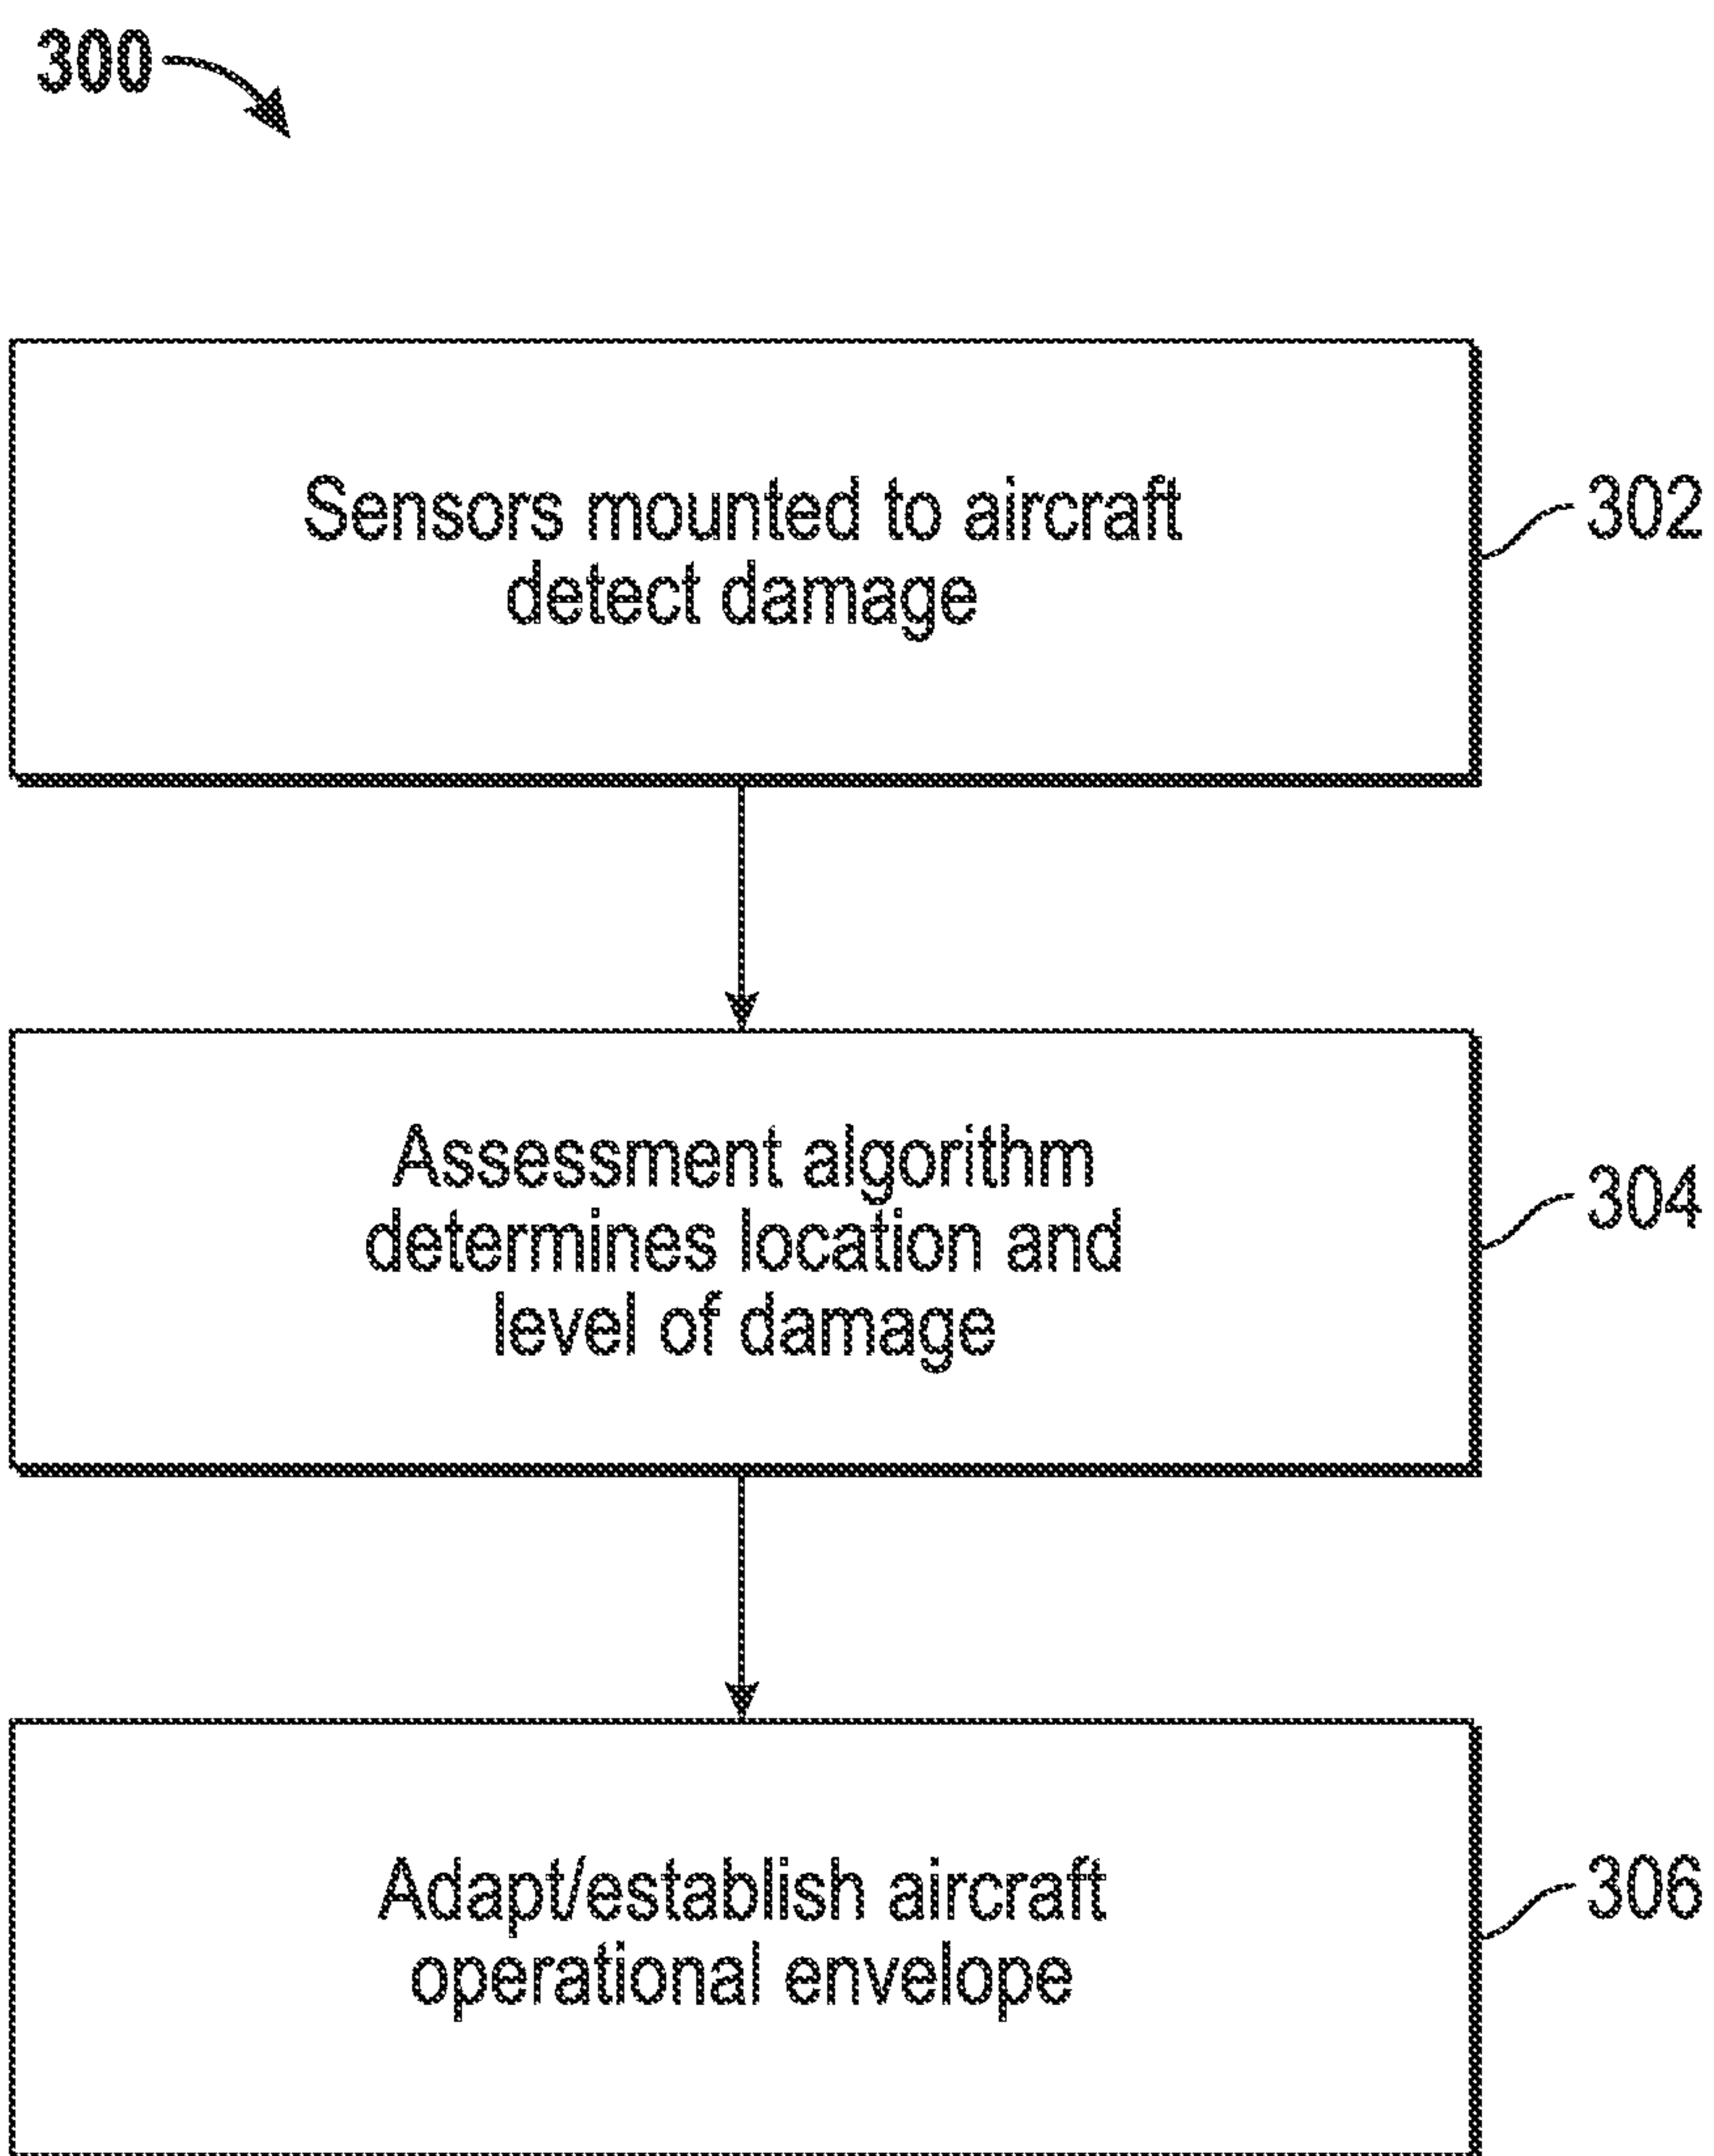 300
Sensors mounted to aircraft
detect damage
302
Assessment algorithm
determines location and
level of damage
304
Adapt/establish aircraft
operational envelope
306